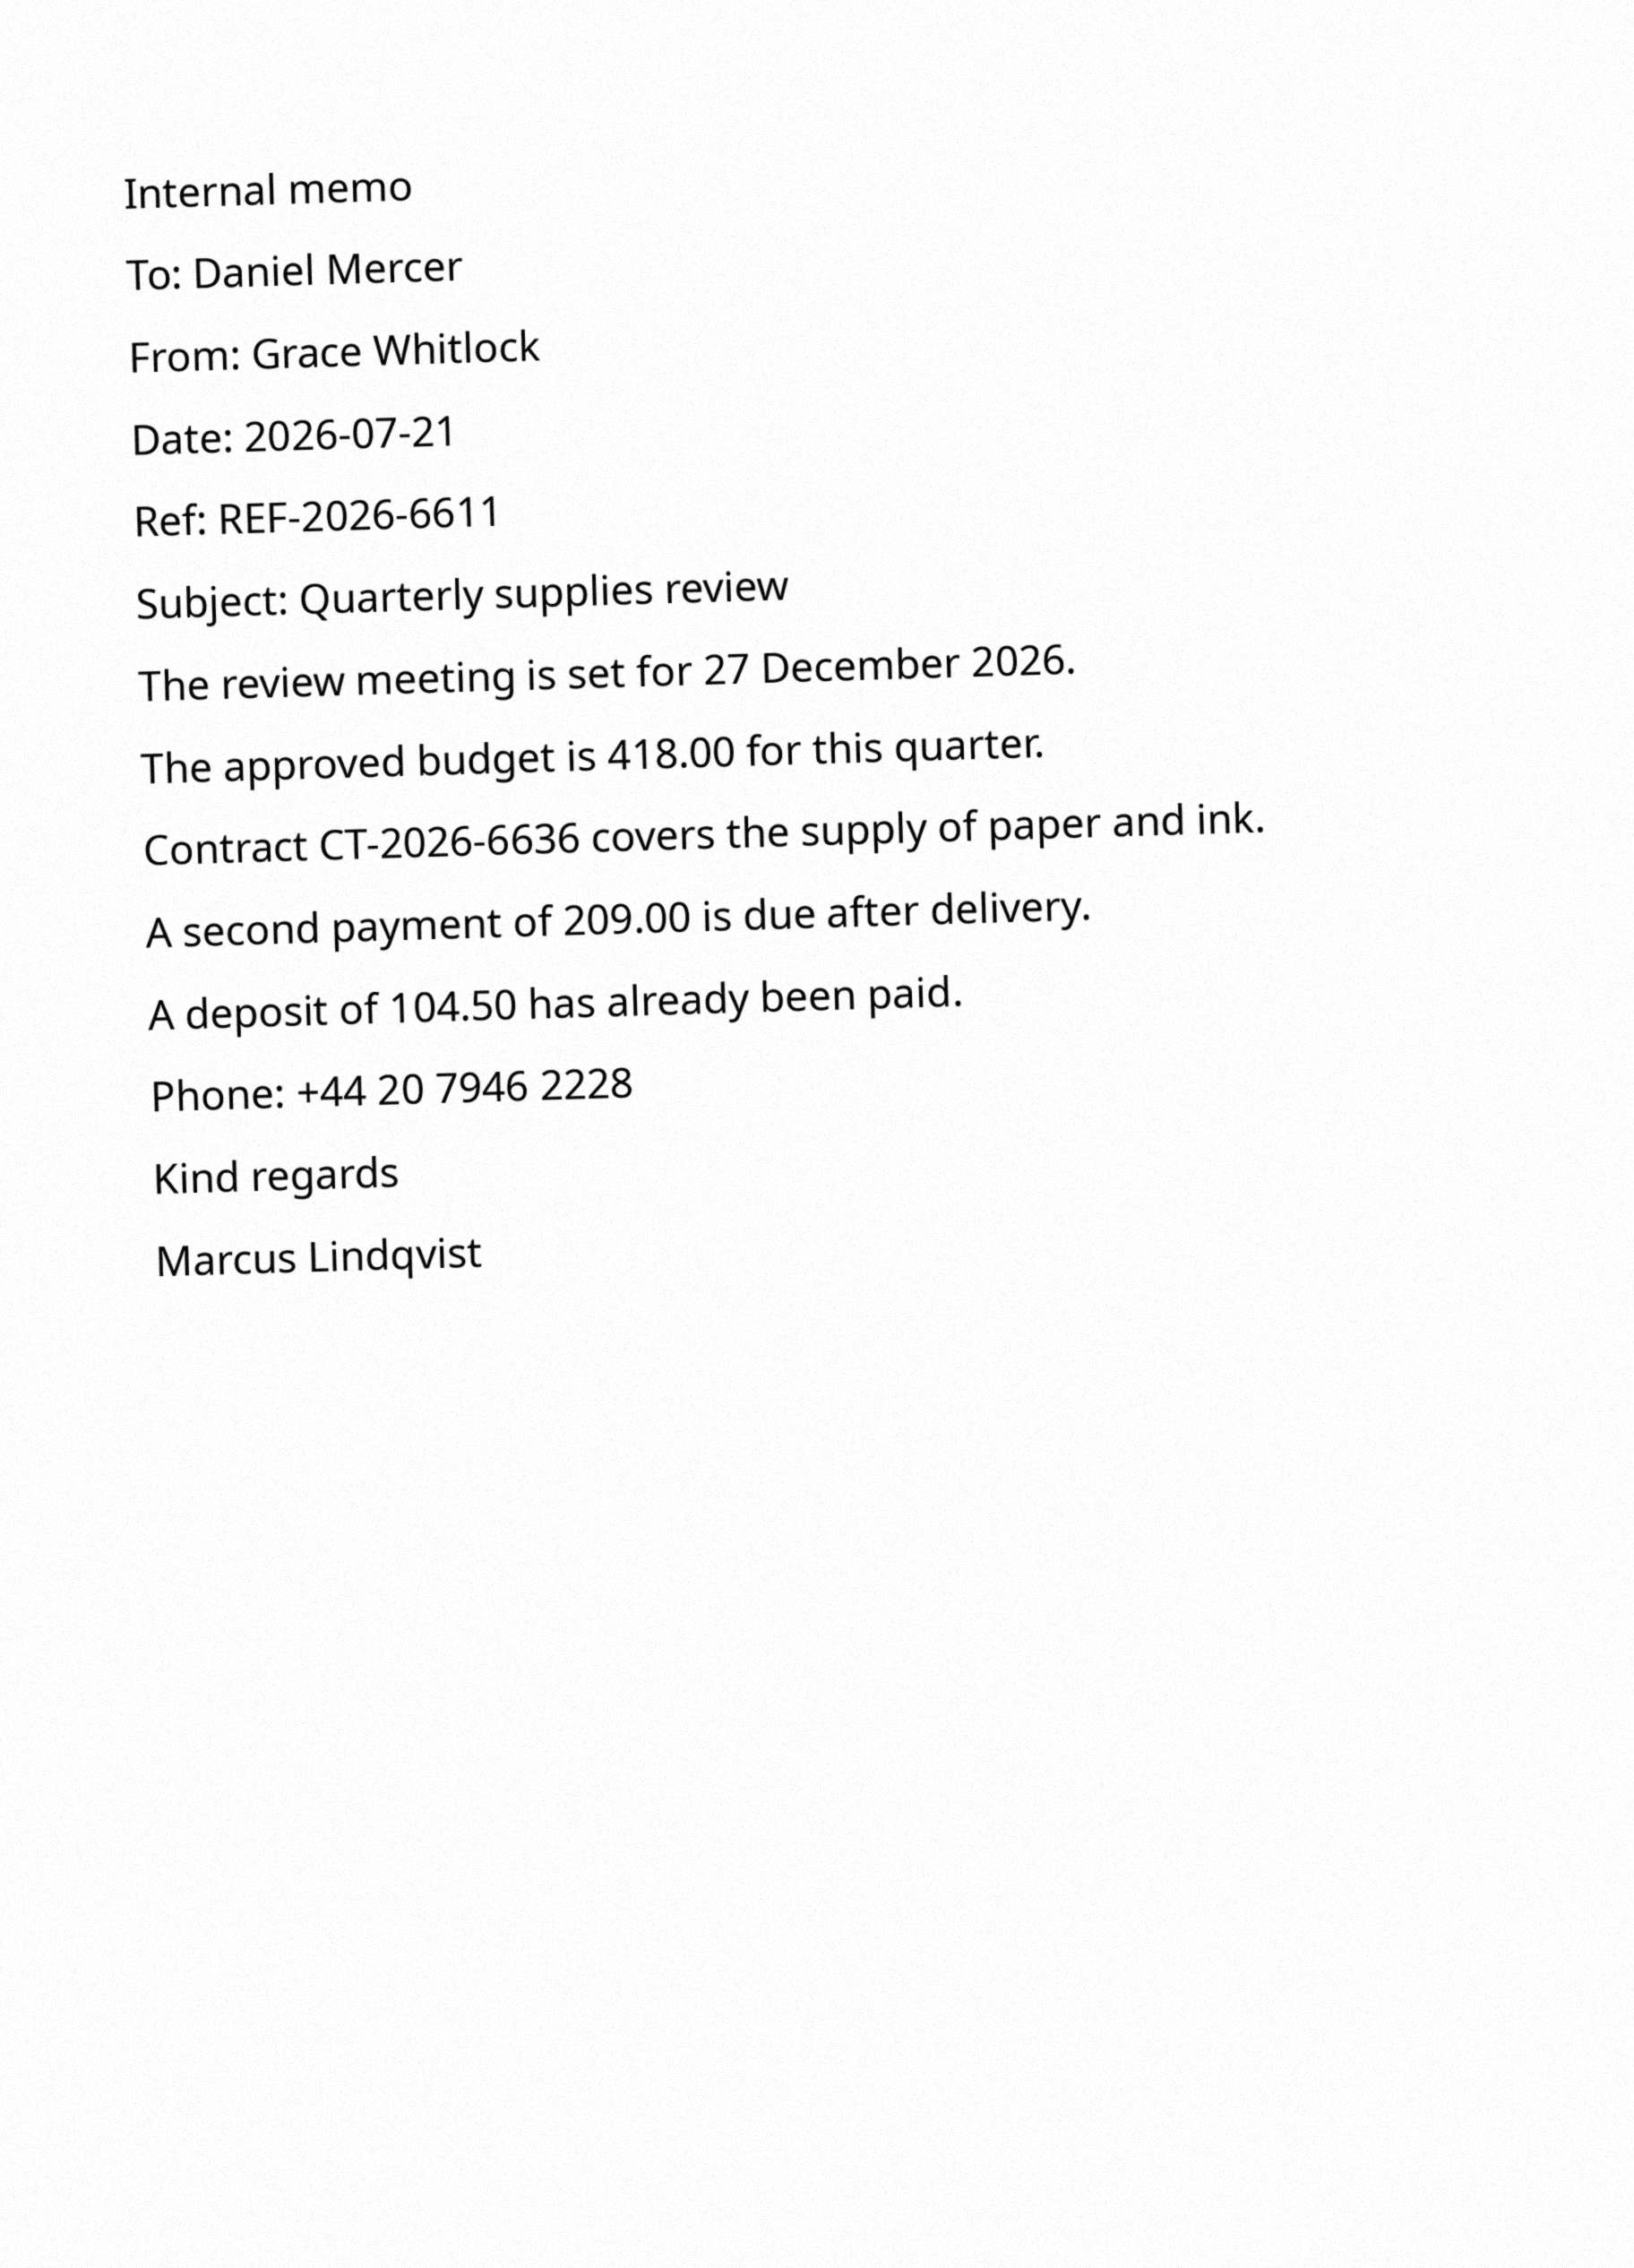 Internal memo
To: Daniel Mercer
From: Grace Whitlock
Date: 2026-07-21
Ref: REF-2026-6611
Subject: Quarterly supplies review
The review meeting is set for 27 December 2026.
The approved budget is 418.00 for this quarter.
Contract CT-2026-6636 covers the supply of paper and ink.
A second payment of 209.00 is due after delivery.
A deposit of 104.50 has already been paid.
Phone: +44 20 7946 2228
Kind regards
Marcus Lindqvist